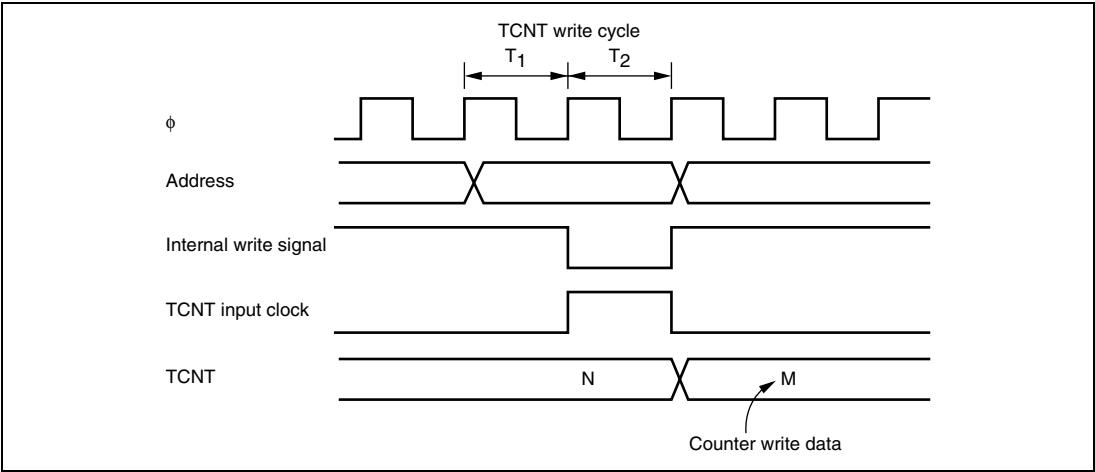 TCNT write cycle
T1 T2
ϕ
Address
Internal write signal
TCNT input clock
TCNT N M
Counter write data